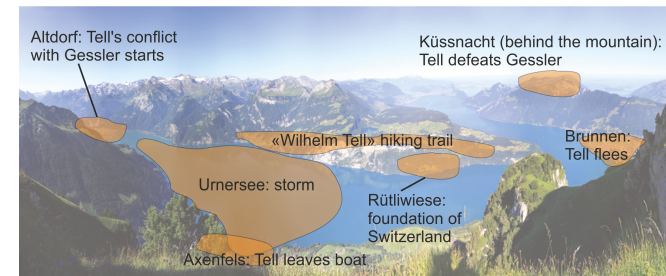 Altdorf: Tell's conflict
with Gessler starts
Küssnacht (behind the mountain):
Tell defeats Gessler
«Wilhelm Tell» hiking trail
Brunnen:
Tell flees
Urnersee: storm
Rütliwiese:
foundation of
Switzerland
Axenfels: Tell leaves boat